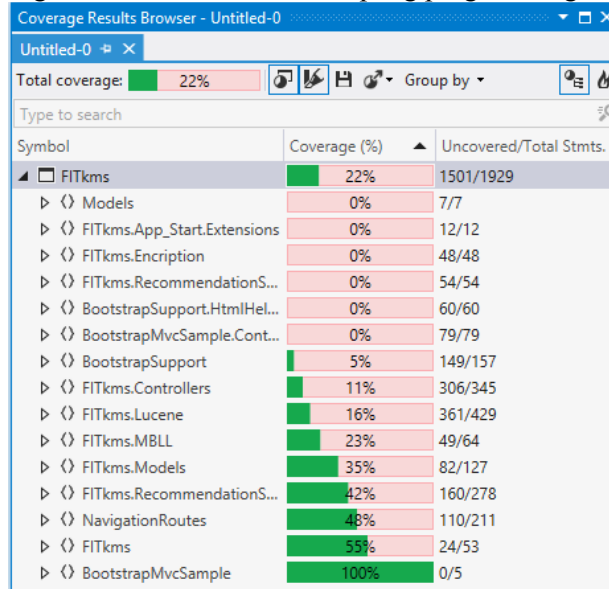 Coverage Results Browser - Untitled-0
Untitled-0
Total coverage: 22% Group by
Type to search
Symbol Coverage (%) Uncovered/Total Stmts.
FITkms 22% 1501/1929
Models 0% 7/7
FITkms.App_Start.Extensions 0% 12/12
FITkms.Encription 0% 48/48
FITkms.RecommendationS... 0% 54/54
BootstrapSupport.HtmlHel... 0% 60/60
BootstrapMvcSample.Cont... 0% 79/79
BootstrapSupport 5% 149/157
FITkms.Controllers 11% 306/345
FITkms.Lucene 16% 361/429
FITkms.MBLL 23% 49/64
FITkms.Models 35% 82/127
FITkms.RecommendationS... 42% 160/278
NavigationRoutes 48% 110/211
FITkms 55% 24/53
BootstrapMvcSample 100% 0/5